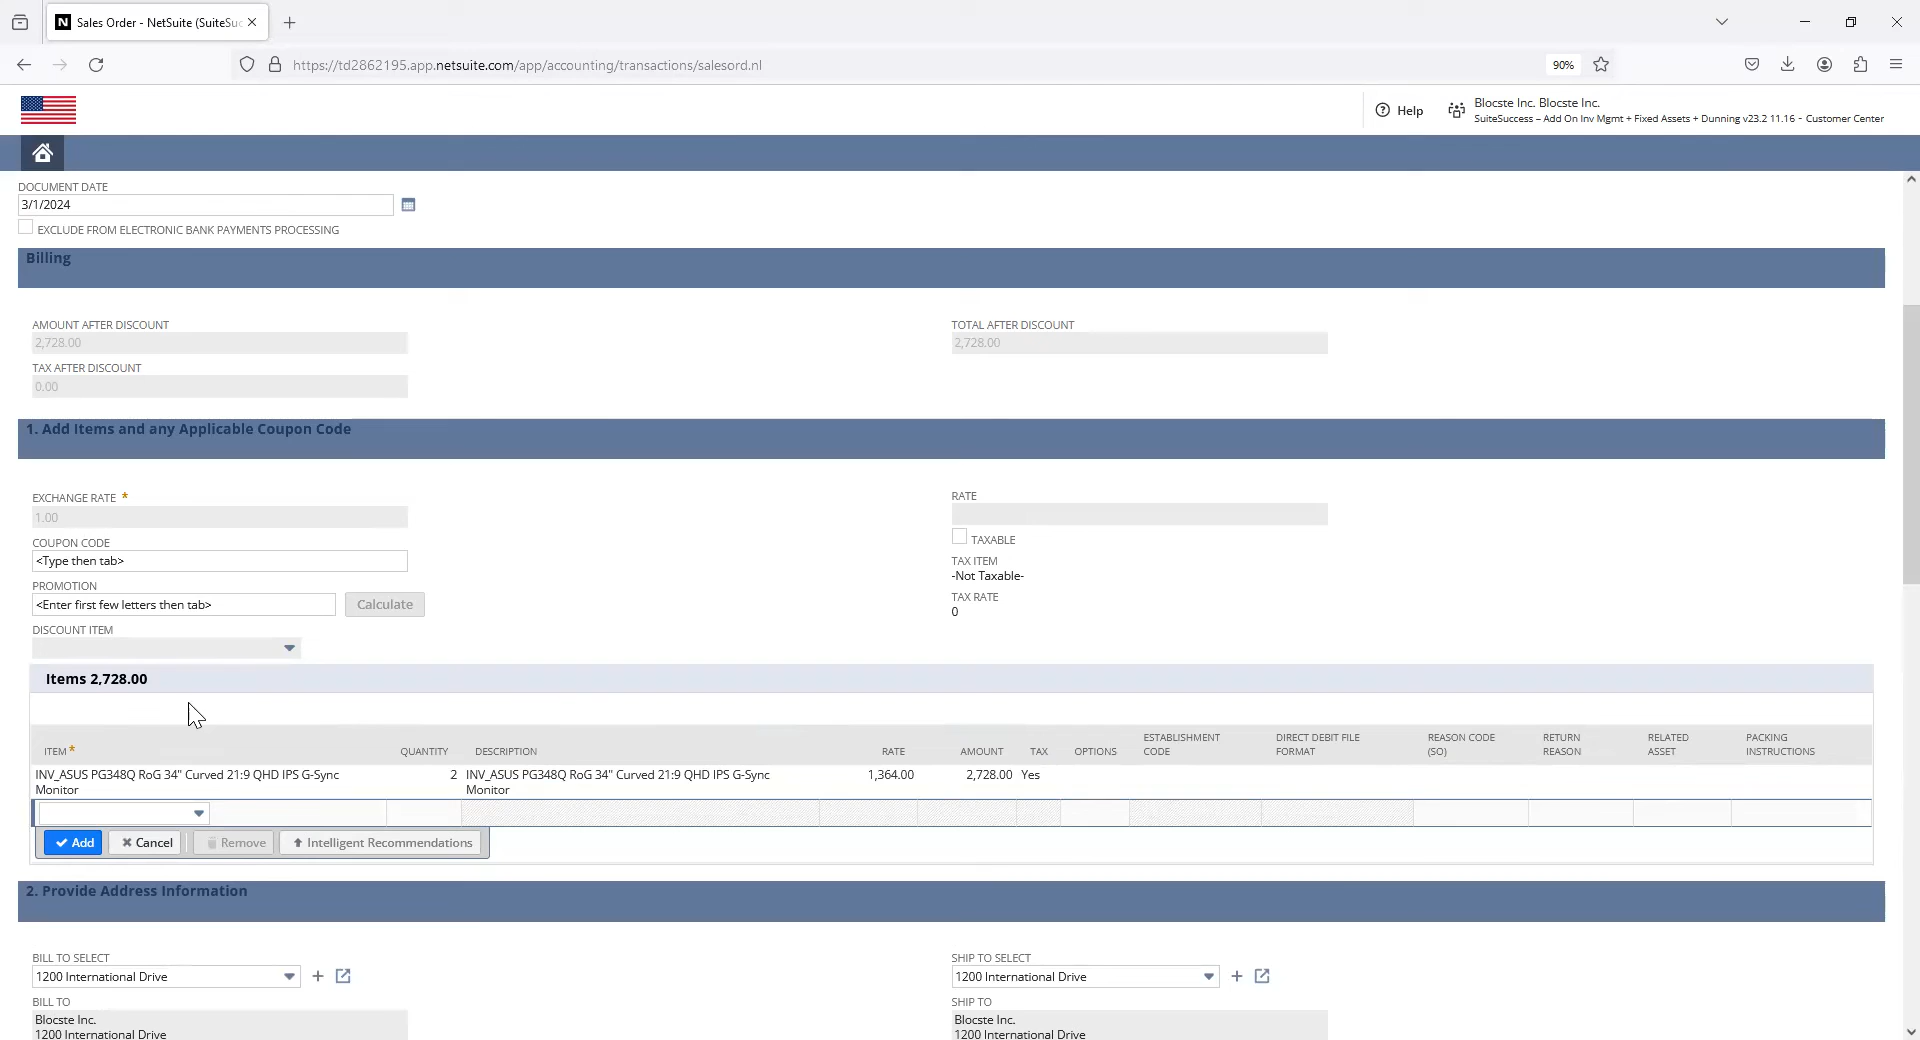 N Sales Order - NetSuite (SuiteSuc
https://td2862195.app.netsuite.com/app/accounting/transactions/salesord.nl
90%
Help
Blocste Inc. Blocste Inc.
SuiteSuccess – Add On Inv Mgmt + Fixed Assets + Dunning v23.2 11.16 - Customer Center
DOCUMENT DATE
3/1/2024
EXCLUDE FROM ELECTRONIC BANK PAYMENTS PROCESSING
Billing
AMOUNT AFTER DISCOUNT
2,728.00
TOTAL AFTER DISCOUNT
2,728.00
TAX AFTER DISCOUNT
0.00
1. Add Items and any Applicable Coupon Code
EXCHANGE RATE *
1.00
RATE
COUPON CODE
<Type then tab>
TAXABLE
TAX ITEM
-Not Taxable-
PROMOTION
<Enter first few letters then tab>
Calculate
TAX RATE
0
DISCOUNT ITEM
Items 2,728.00
ITEM * QUANTITY DESCRIPTION RATE AMOUNT TAX OPTIONS ESTABLISHMENT CODE DIRECT DEBIT FILE FORMAT REASON CODE (SO) RETURN REASON RELATED ASSET PACKING INSTRUCTIONS
INV_ASUS PG348Q RoG 34" Curved 21:9 QHD IPS G-Sync 2 INV_ASUS PG348Q RoG 34" Curved 21:9 QHD IPS G-Sync 1,364.00 2,728.00 Yes
Monitor Monitor
Add Cancel Remove Intelligent Recommendations
2. Provide Address Information
BILL TO SELECT
1200 International Drive
SHIP TO SELECT
1200 International Drive
BILL TO
Blocste Inc.
1200 International Drive
SHIP TO
Blocste Inc.
1200 International Drive